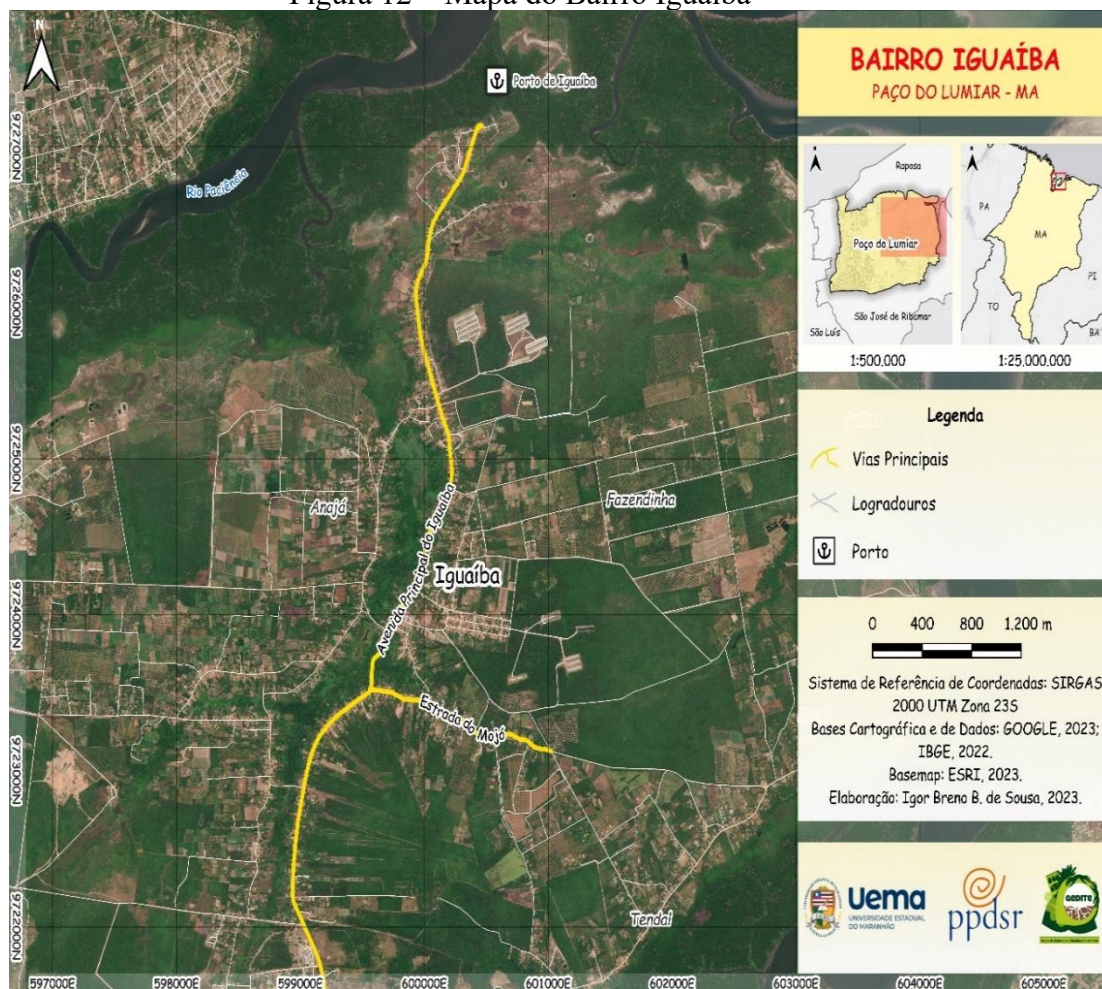 Figura 12 – Mapa do Bairro Iguaíba
N
Porto de Iguaíba
Rio Paciência
Anajá
Fazendinha
Avenida Principal do Iguaíba
Iguaíba
Estrada do Mojó
Tendal
9727000N
9726000N
9725000N
9724000N
9723000N
9722000N
597000E
598000E
599000E
600000E
601000E
602000E
603000E
604000E
605000E
BAIRRO IGUAÍBA
PAÇO DO LUMIAR - MA
Raposa
Paço do Lumiar
São José de Ribamar
São Luís
1:500.000
PA
MA
PI
TO
BA
1:25.000.000
Legenda
Vias Principais
Logradouros
Porto
0 400 800 1.200 m
Sistema de Referência de Coordenadas: SIRGAS
2000 UTM Zona 23S
Bases Cartográfica e de Dados: GOOGLE, 2023;
IBGE, 2022.
Basemap: ESRI, 2023.
Elaboração: Igor Breno B. de Sousa, 2023.
Uema
UNIVERSIDADE ESTADUAL
DO MARANHÃO
ppdsr
GEDITE